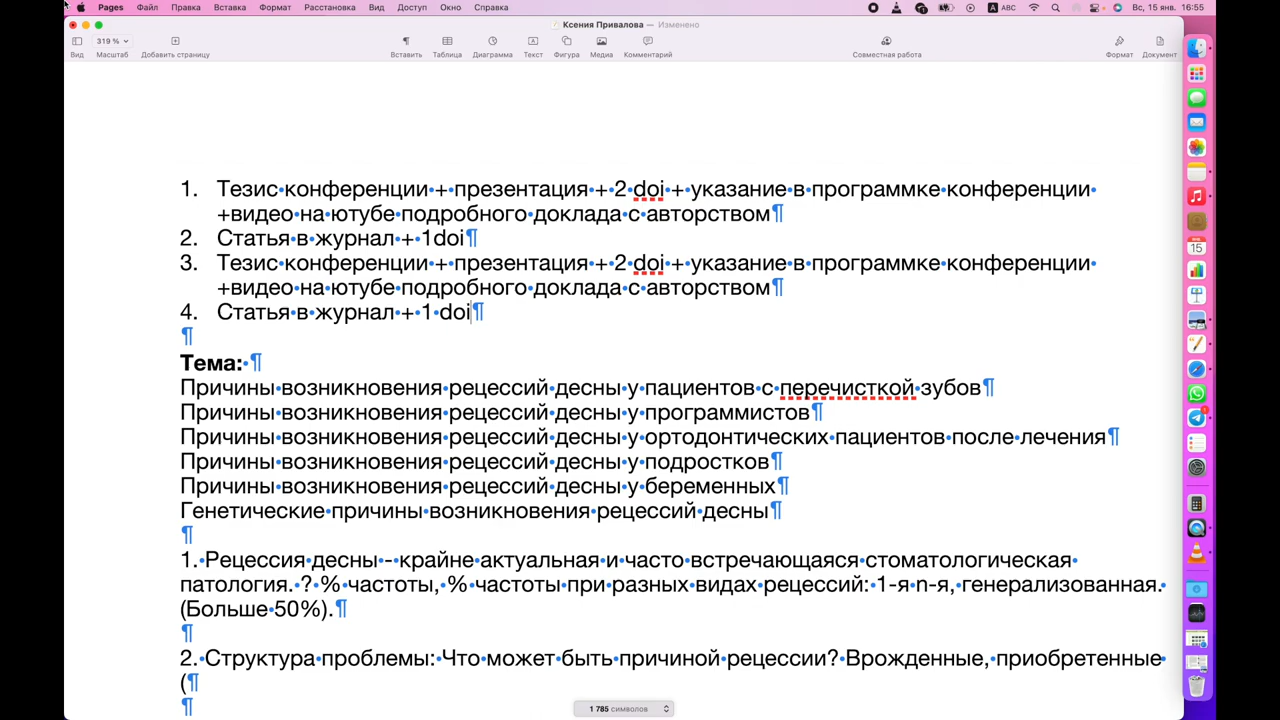 Pages Файл Правка Вставка Формат Расстановка Вид Доступ Окно Справка A ABC Вс, 15 янв. 16:55
Ксения Привалова — Изменено
319 %
Вид Масштаб Добавить страницу Вставить Таблица Диаграмма Текст Фигура Медиа Комментарий Совместная работа Формат Документ
1. Тезис конференции + презентация + 2 doi + указание в программке конференции
+видео на ютубе подробного доклада с авторством¶
2. Статья в журнал + 1doi¶
3. Тезис конференции + презентация + 2 doi + указание в программке конференции
+видео на ютубе подробного доклада с авторством¶
4. Статья в журнал + 1 doi¶
¶
Тема: ¶
Причины возникновения рецессий десны у пациентов с перечисткой зубов¶
Причины возникновения рецессий десны у программистов¶
Причины возникновения рецессий десны у ортодонтических пациентов после лечения¶
Причины возникновения рецессий десны у подростков¶
Причины возникновения рецессий десны у беременных¶
Генетические причины возникновения рецессий десны¶
¶
1. Рецессия десны - крайне актуальная и часто встречающаяся стоматологическая
патология. ? % частоты, % частоты при разных видах рецессий: 1-я n-я, генерализованная.
(Больше 50%).¶
¶
2. Структура проблемы: Что может быть причиной рецессии? Врожденные, приобретенные
(¶
¶
1 785 символов
15